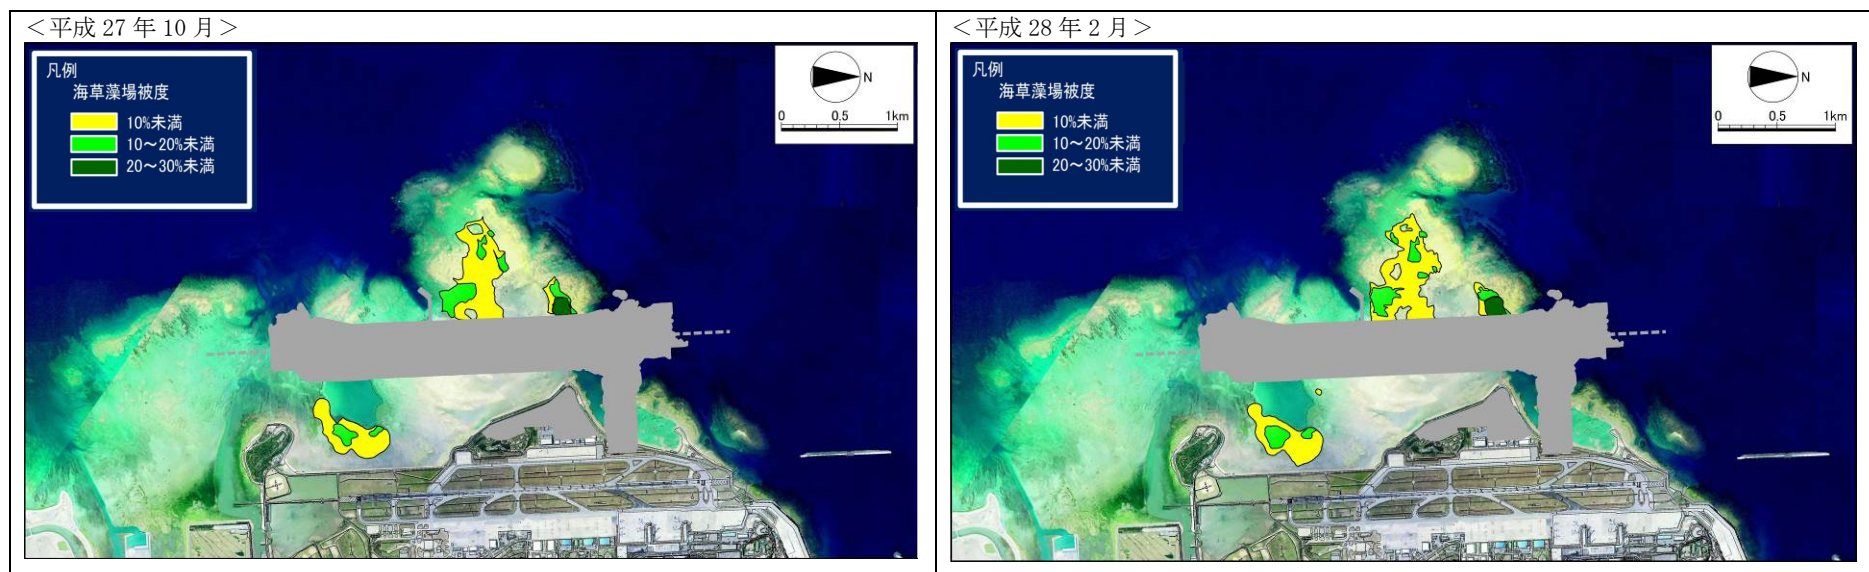 ＜平成 27 年 10 月＞
凡例
海草藻場被度
10%未満
10～20%未満
20～30%未満
N
0 0.5 1km
＜平成 28 年 2 月＞
凡例
海草藻場被度
10%未満
10～20%未満
20～30%未満
N
0 0.5 1km